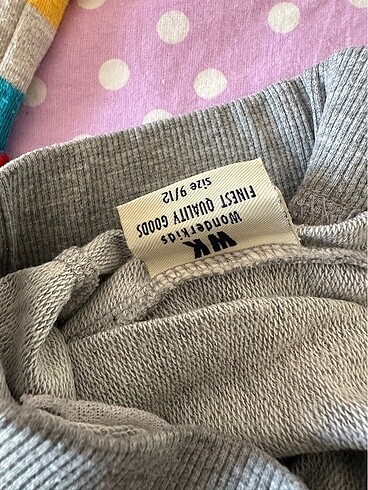 WK
Wonderkids
FINEST QUALITY GOODS
size 9/12